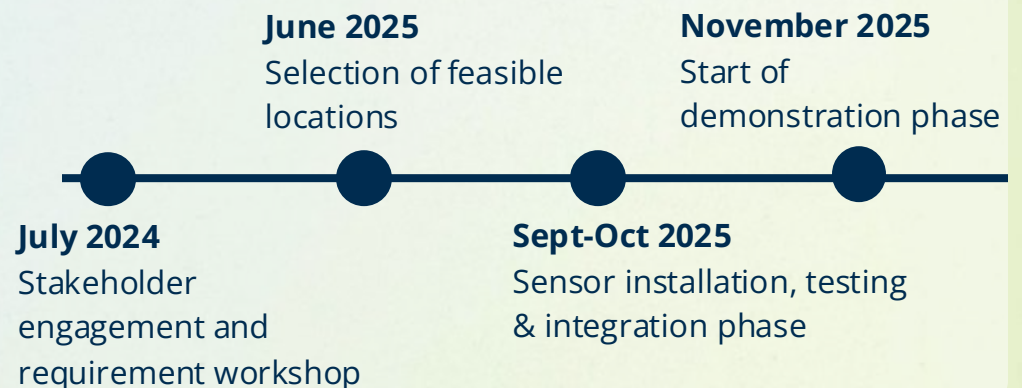 June 2025
Selection of feasible
locations
November 2025
Start of
demonstration phase
July 2024
Stakeholder
engagement and
requirement workshop
Sept-Oct 2025
Sensor installation, testing
& integration phase